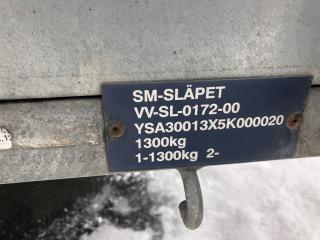 SM-SLÄPET
VV-SL-0172-00
YSA30013X5K000020
1300kg
1-1300kg 2-